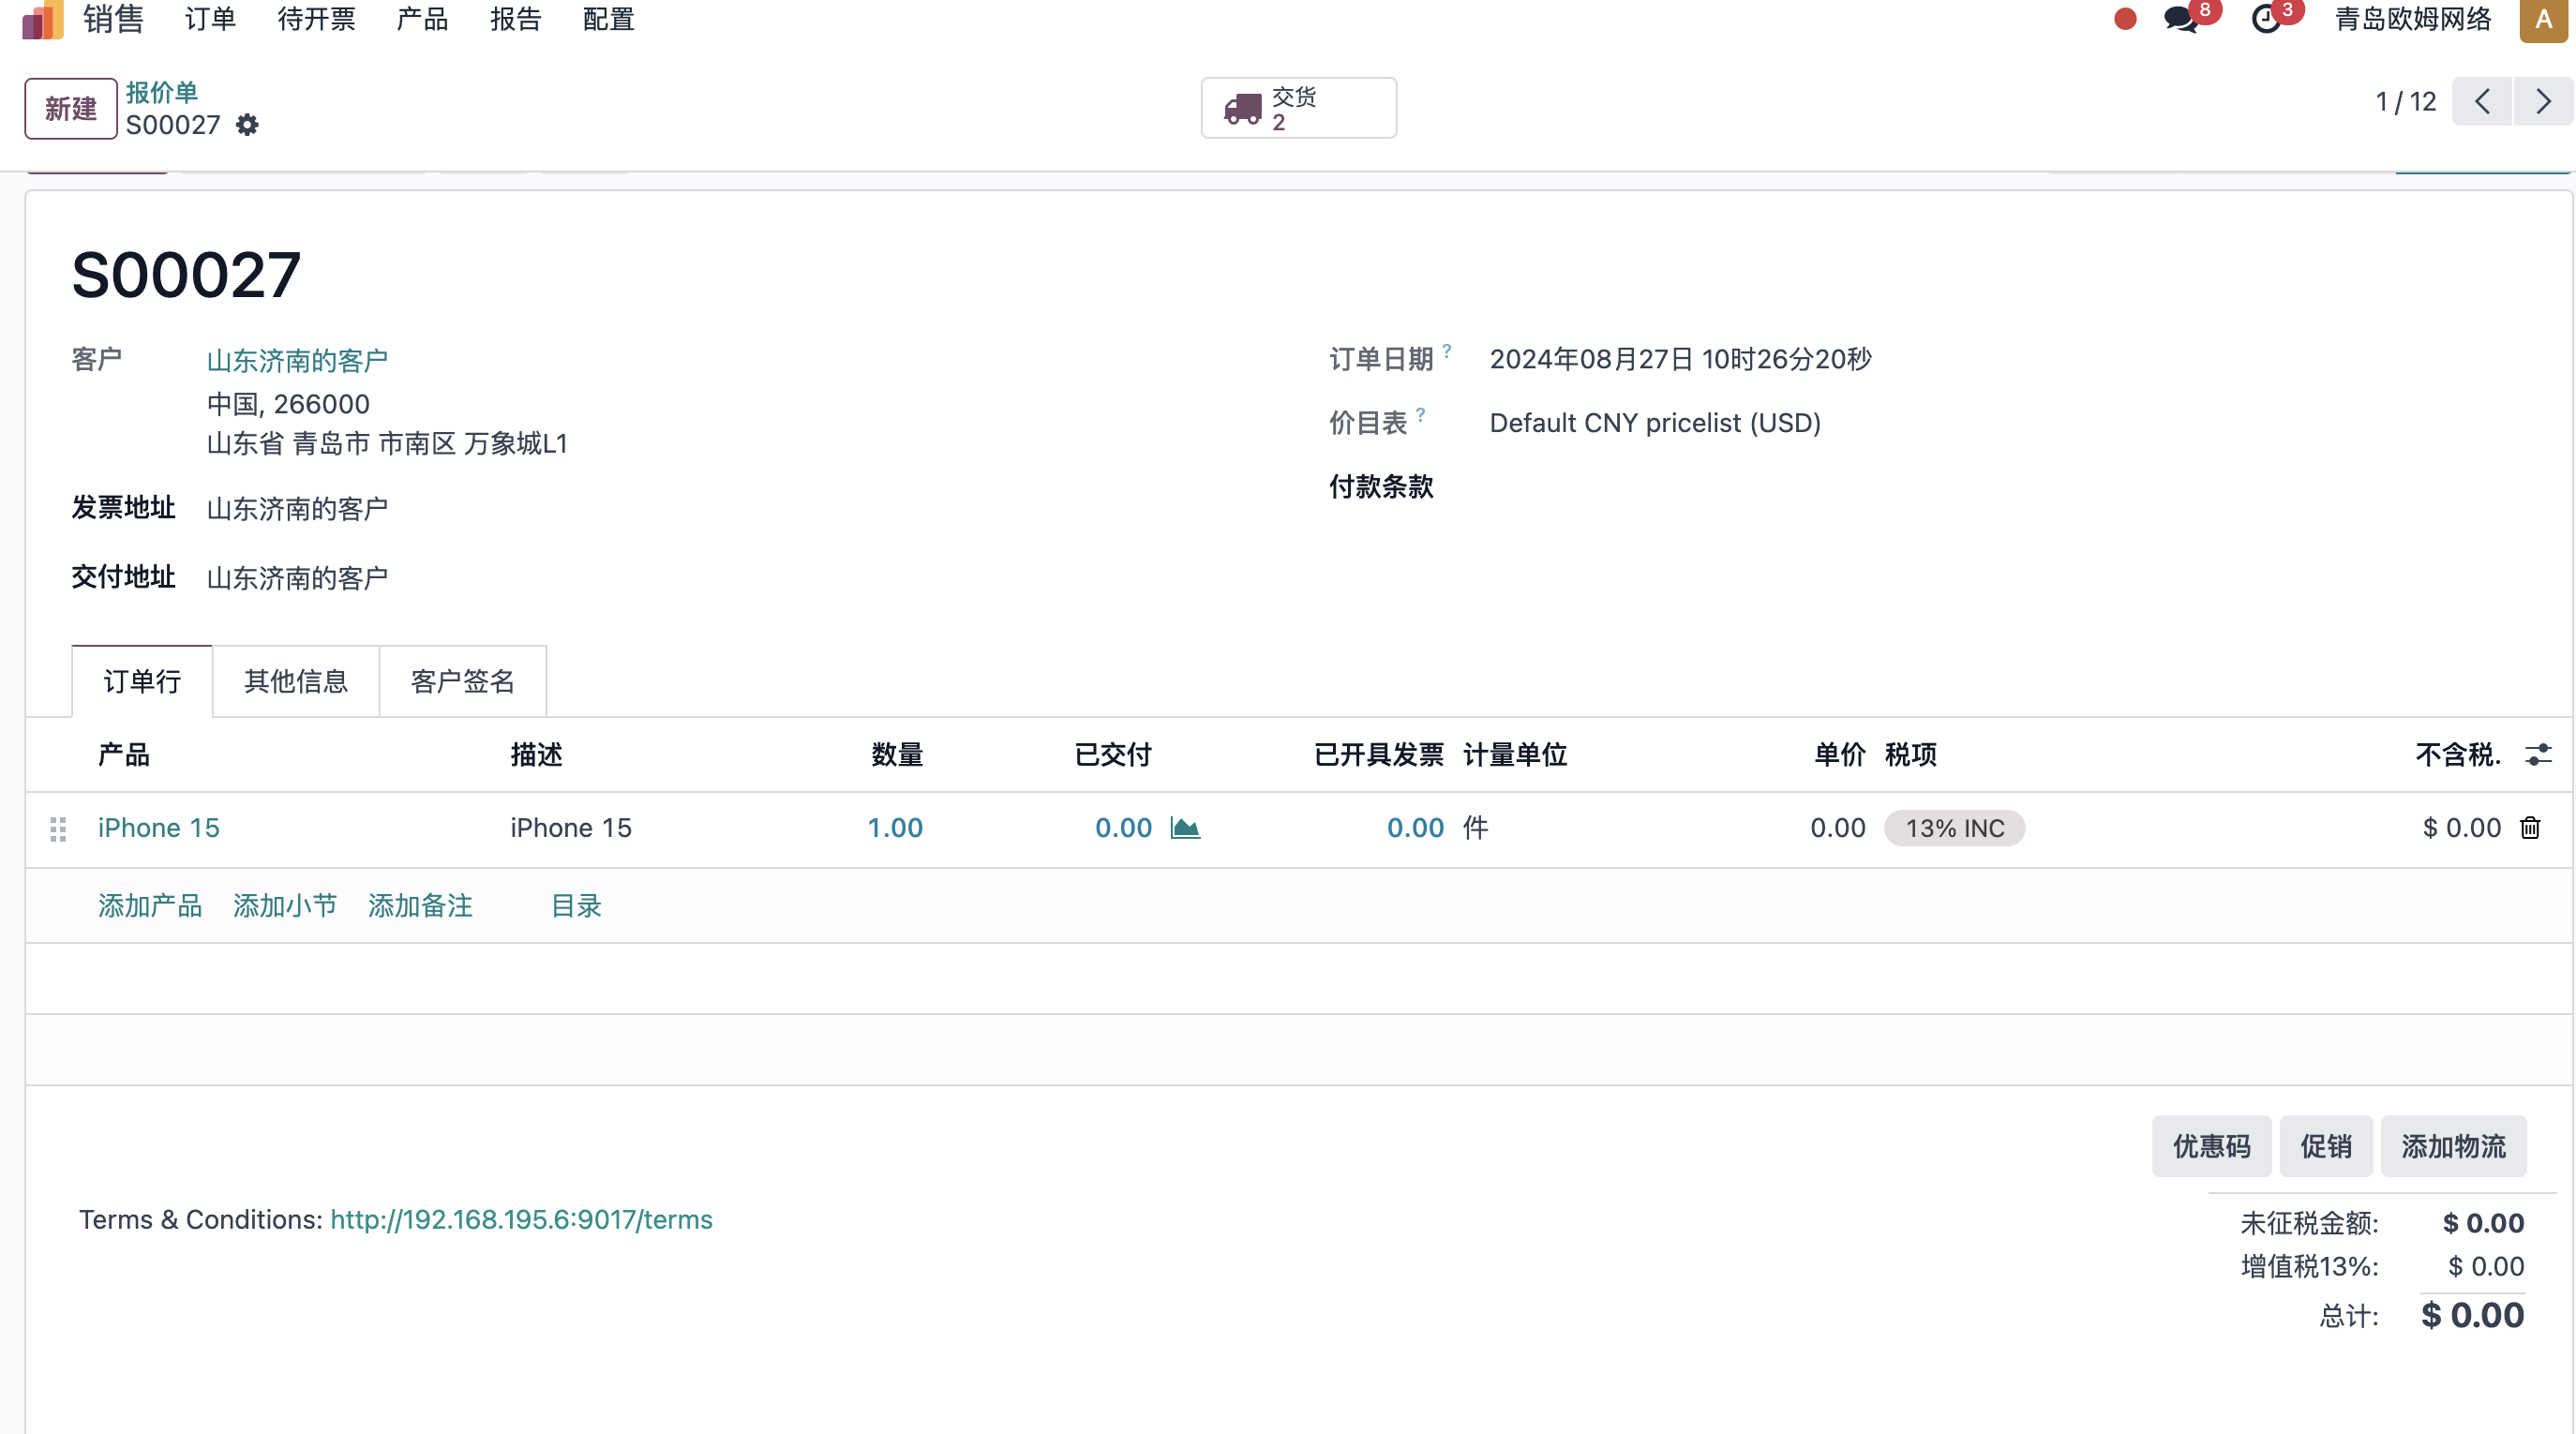 销售 订单 待开票 产品 报告 配置 8 3 青岛欧姆网络 A
新建 报价单 交货 1 / 12
S00027 2
S00027
客户 山东济南的客户 订单日期 ? 2024年08月27日 10时26分20秒
中国, 266000
价目表 ? Default CNY pricelist (USD)
山东省 青岛市 市南区 万象城L1
付款条款
发票地址 山东济南的客户
交付地址 山东济南的客户
订单行 其他信息 客户签名
产品 描述 数量 已交付 已开具发票 计量单位 单价 税项 不含税.
iPhone 15 iPhone 15 1.00 0.00 0.00 件 0.00 13% INC $ 0.00
添加产品 添加小节 添加备注 目录
优惠码 促销 添加物流
Terms & Conditions: http://192.168.195.6:9017/terms
未征税金额: $ 0.00
增值税13%: $ 0.00
总计: $ 0.00